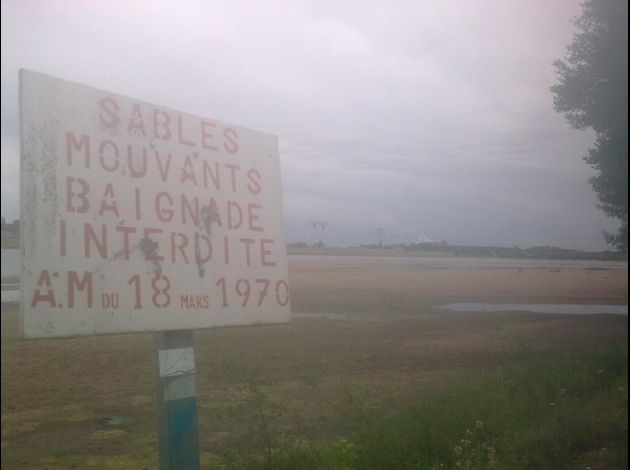 SABLES
MOUVANTS
BAIGNADE
INTERDITE
A.M DU 18 MARS 1970